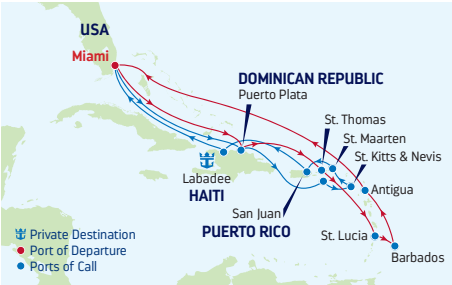 USA
Miami
DOMINICAN REPUBLIC
Puerto Plata
St. Thomas
St. Maarten
St. Kitts & Nevis
Labadee
HAITI
Antigua
San Juan
PUERTO RICO
St. Lucia
Barbados
Private Destination
Port of Departure
Ports of Call